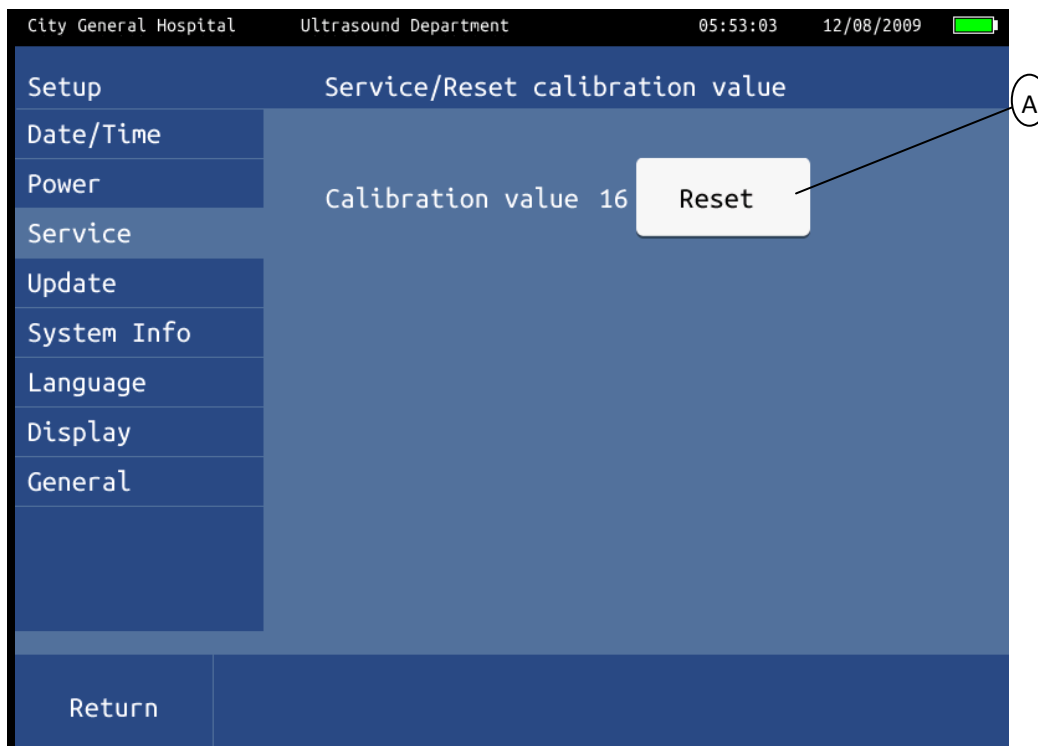 City General Hospital Ultrasound Department 05:53:03 12/08/2009
Setup Service/Reset calibration value
A
Date/Time
Power
Calibration value 16 Reset
Service
Update
System Info
Language
Display
General
Return